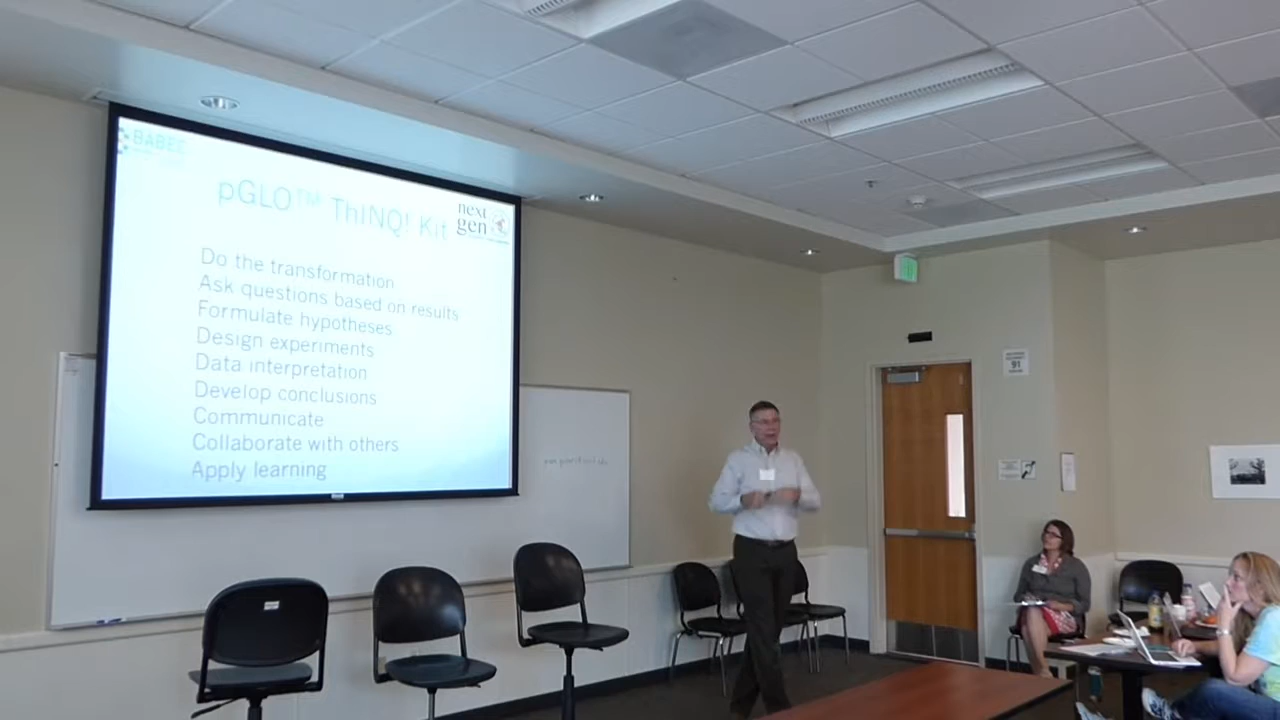 BABEC
pGLO™ ThINQ! Kit
next
gen
Do the transformation
Ask questions based on results
Formulate hypotheses
Design experiments
Data interpretation
Develop conclusions
Communicate
Collaborate with others
Apply learning
91